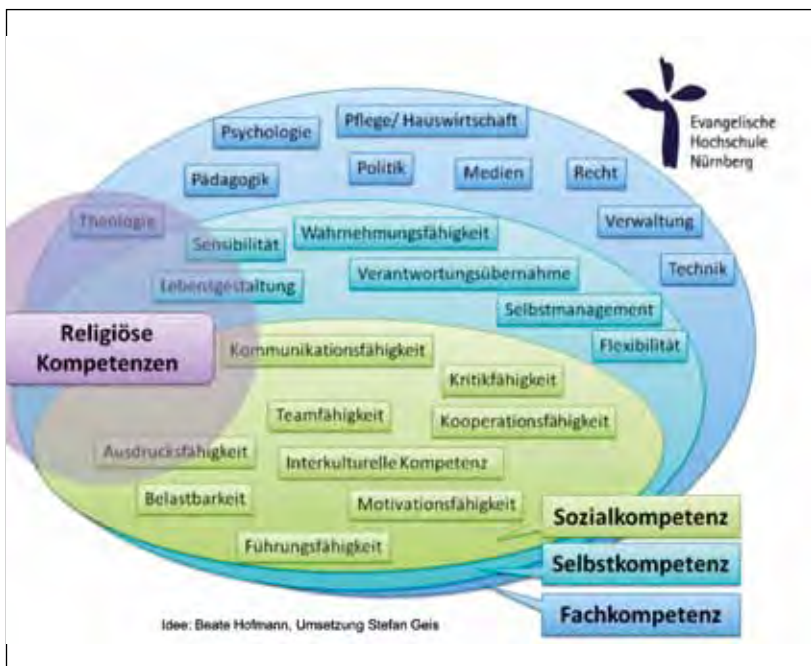 Evangelische
Hochschule
Nürnberg
Psychologie
Pflege/ Hauswirtschaft
Pädagogik
Politik
Medien
Recht
Theologie
Verwaltung
Technik
Sensibilität
Wahrnehmungsfähigkeit
Lebensgestaltung
Verantwortungsübernahme
Selbstmanagement
Flexibilität
Religiöse
Kompetenzen
Kommunikationsfähigkeit
Kritikfähigkeit
Teamfähigkeit
Kooperationsfähigkeit
Ausdrucksfähigkeit
Interkulturelle Kompetenz
Belastbarkeit
Motivationsfähigkeit
Führungsfähigkeit
Sozialkompetenz
Selbstkompetenz
Fachkompetenz
Idee: Beate Hofmann, Umsetzung Stefan Geis